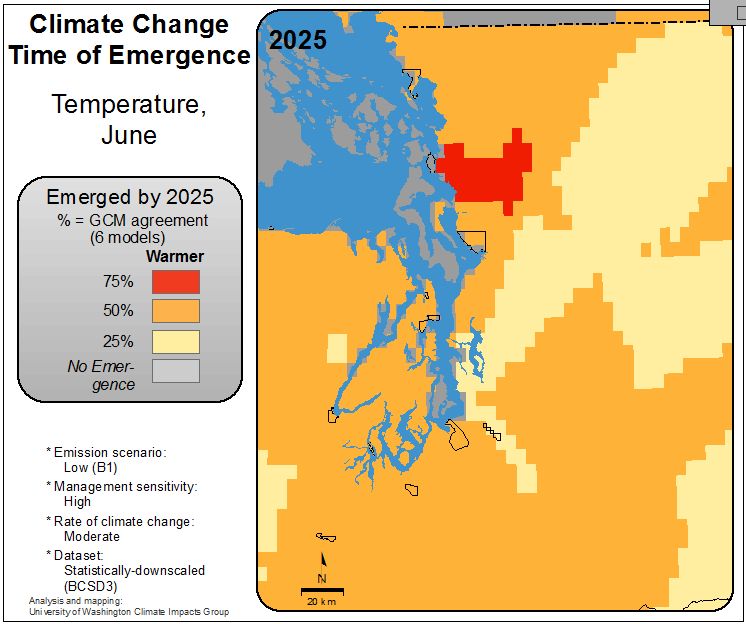 Climate Change
Time of Emergence
Temperature,
June
Emerged by 2025
% = GCM agreement
(6 models)
Warmer
75%
50%
25%
No Emer-
gence
* Emission scenario:
Low (B1)
* Management sensitivity:
High
* Rate of climate change:
Moderate
* Dataset:
Statistically-downscaled
(BCSD3)
Analysis and mapping:
University of Washington Climate Impacts Group
2025
N
20 km